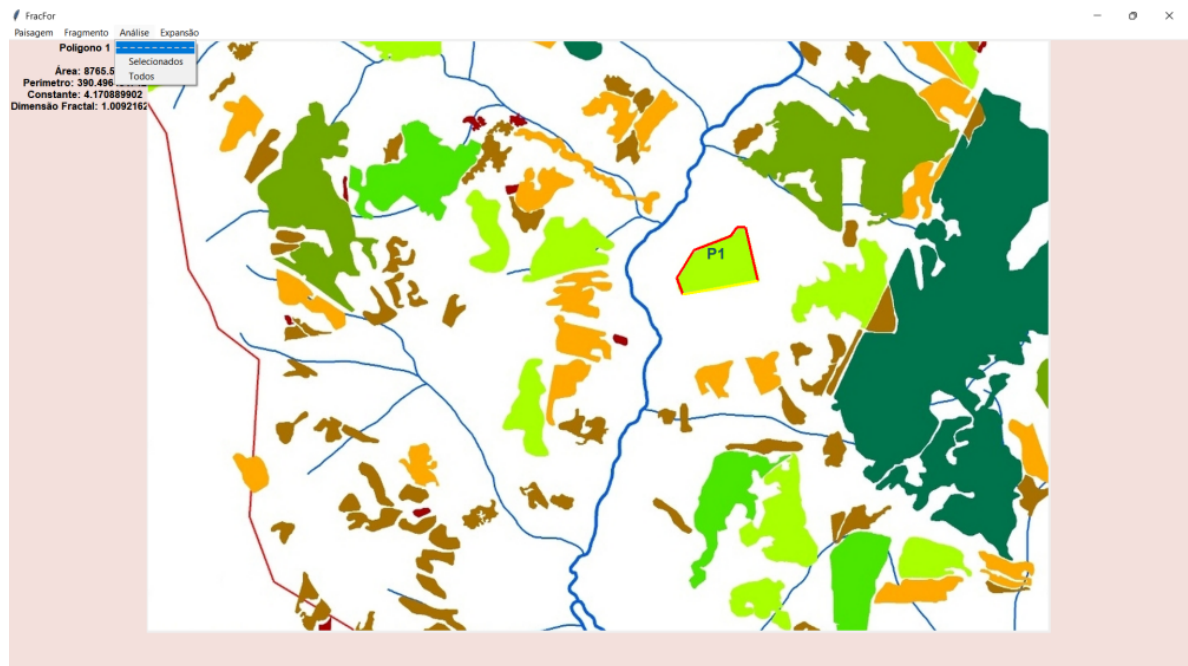 FracFor
Paisagem Fragmento Análise Expansão
Poligono 1
Selecionados
Todos
Área: 8765.5
Perimetro: 390.496
Constante: 4.170889902
Dimensão Fractal: 1.0092162
P1